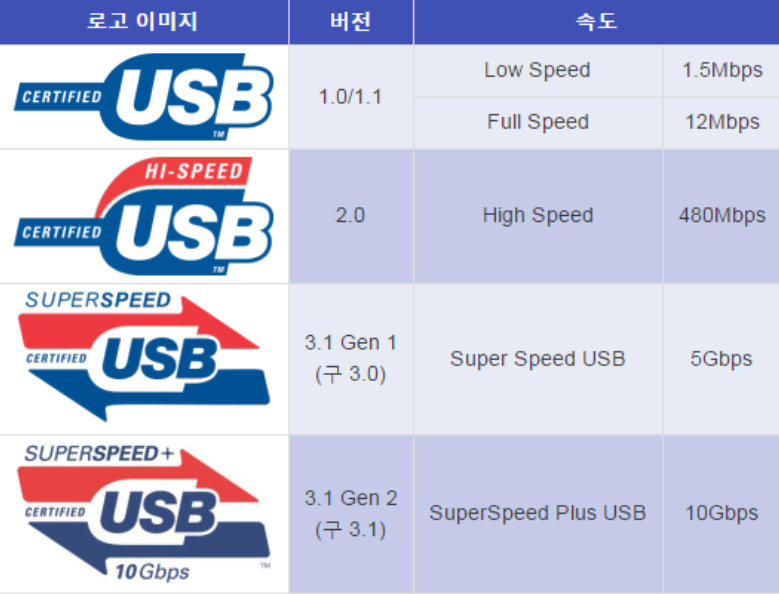 로고 이미지 버전 속도
CERTIFIED USB TM
1.0/1.1
Low Speed 1.5Mbps
Full Speed 12Mbps
HI-SPEED
CERTIFIED USB TM
2.0
High Speed 480Mbps
SUPERSPEED
CERTIFIED USB
3.1 Gen 1
(구 3.0)
Super Speed USB 5Gbps
SUPERSPEED+
CERTIFIED USB
10Gbps TM
3.1 Gen 2
(구 3.1)
SuperSpeed Plus USB 10Gbps